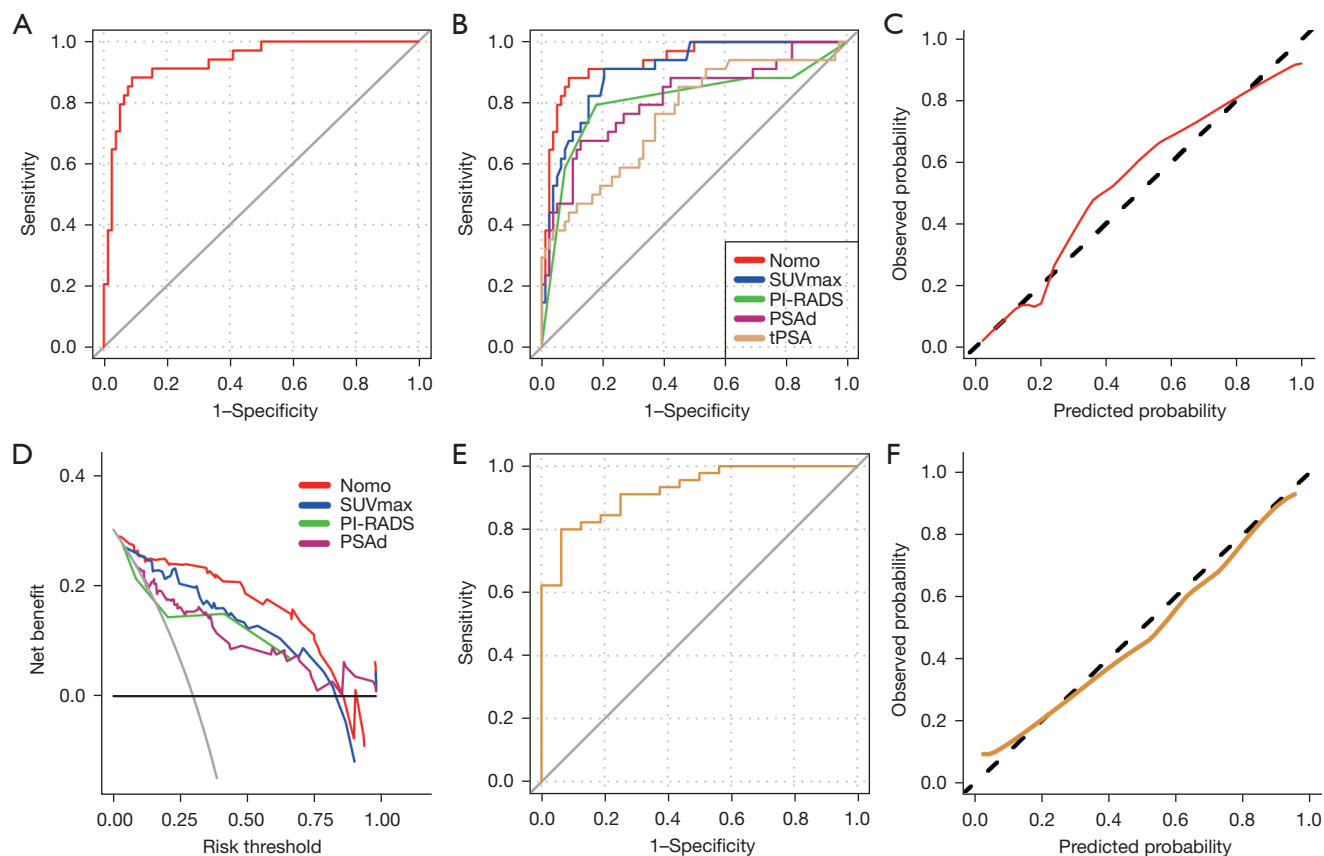 A
1.0
0.8
0.6
0.4
0.2
0.0
Sensitivity
0.0 0.2 0.4 0.6 0.8 1.0
1–Specificity
B
1.0
0.8
0.6
0.4
0.2
0.0
Sensitivity
Nomo
SUVmax
PI-RADS
PSAd
tPSA
0.0 0.2 0.4 0.6 0.8 1.0
1–Specificity
C
1.0
0.8
0.6
0.4
0.2
0.0
Observed probability
0.0 0.2 0.4 0.6 0.8 1.0
Predicted probability
D
0.4
0.2
0.0
Net benefit
Nomo
SUVmax
PI-RADS
PSAd
0.00 0.25 0.50 0.75 1.00
Risk threshold
E
1.0
0.8
0.6
0.4
0.2
0.0
Sensitivity
0.0 0.2 0.4 0.6 0.8 1.0
1–Specificity
F
1.0
0.8
0.6
0.4
0.2
0.0
Observed probability
0.0 0.2 0.4 0.6 0.8 1.0
Predicted probability